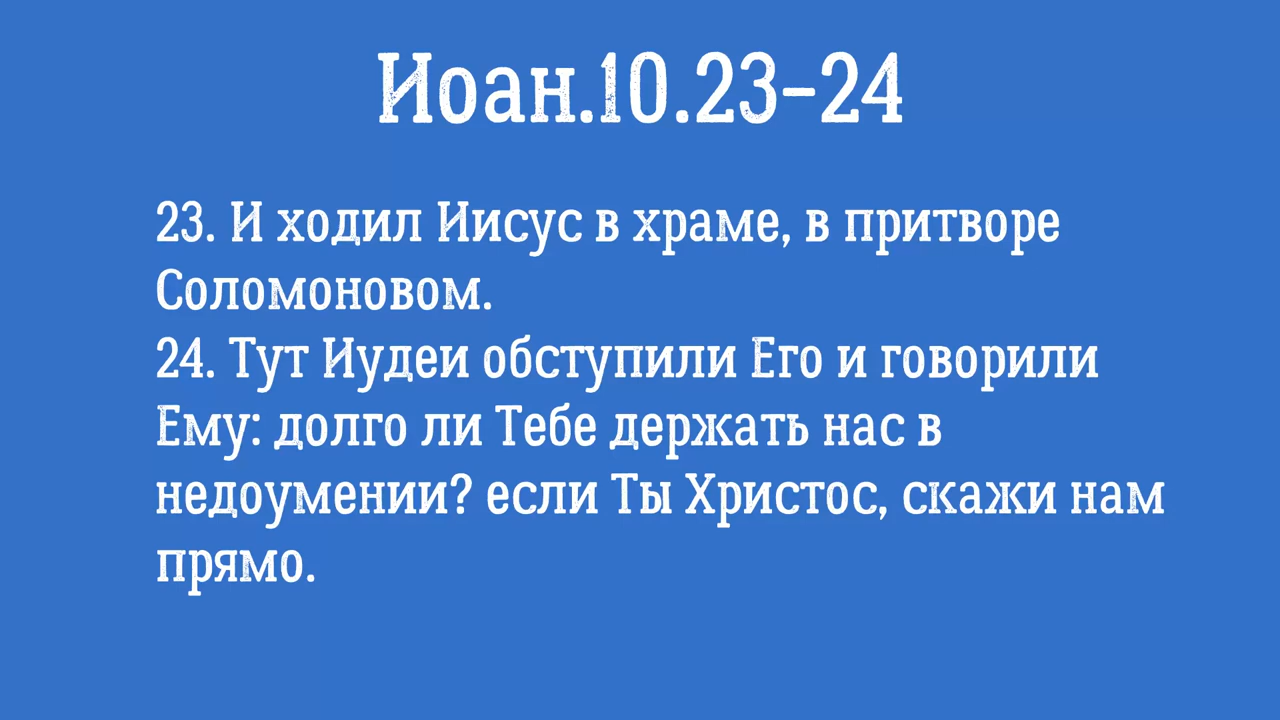 Иоан.10.23-24
23. И ходил Иисус в храме, в притворе
Соломоновом.
24. Тут Иудеи обступили Его и говорили
Ему: долго ли Тебе держать нас в
недоумении? если Ты Христос, скажи нам
прямо.